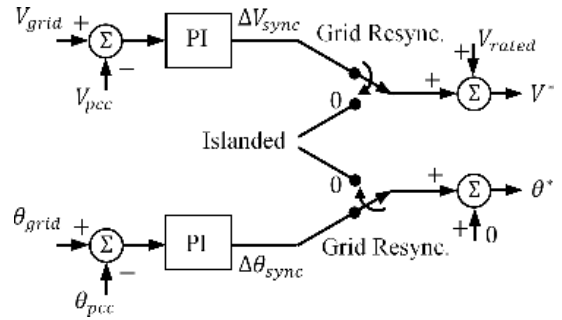 V_grid + Σ − V_pcc
PI
ΔV_sync
Grid Resync.
0
+ V_rated
+ Σ V*
Islanded
0
+ Σ θ*
+ 0
Grid Resync.
θ_grid + Σ − θ_pcc
PI
Δθ_sync